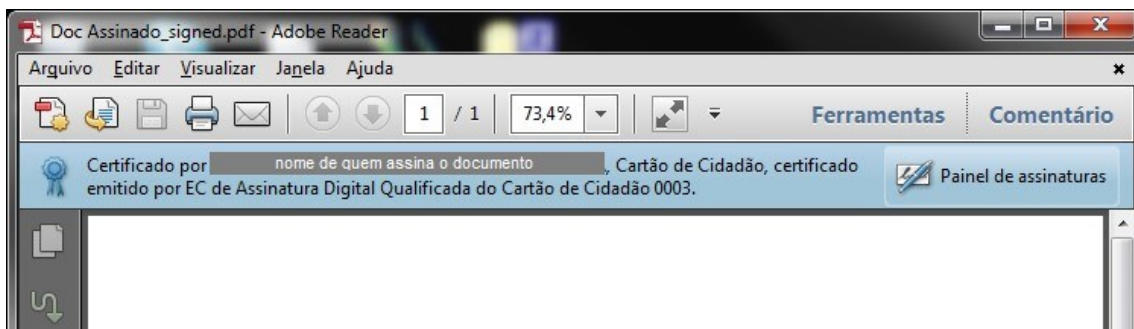 Doc Assinado_signed.pdf - Adobe Reader
Arquivo Editar Visualizar Janela Ajuda
1 / 1 73,4% Ferramentas Comentário
Certificado por nome de quem assina o documento, Cartão de Cidadão, certificado
emitido por EC de Assinatura Digital Qualificada do Cartão de Cidadão 0003.
Painel de assinaturas